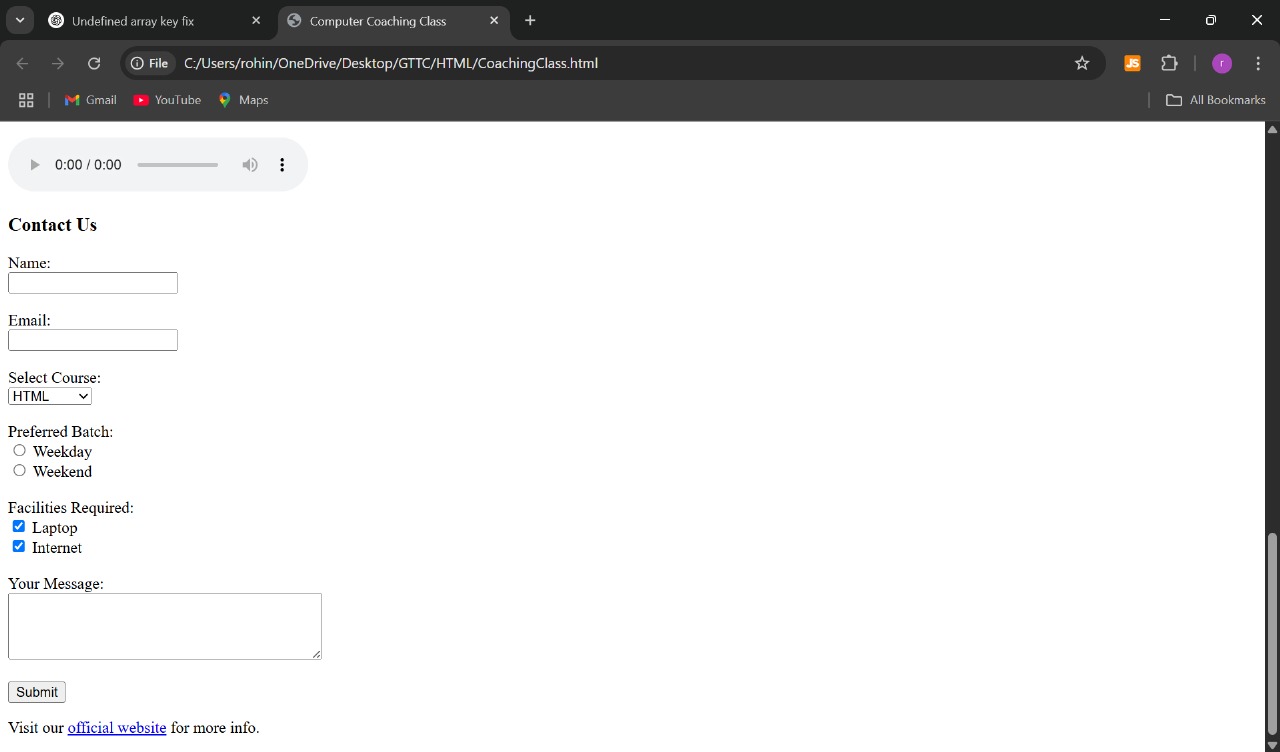 Undefined array key fix
Computer Coaching Class
File C:/Users/rohin/OneDrive/Desktop/GTTC/HTML/CoachingClass.html
JS
r
Gmail YouTube Maps All Bookmarks
0:00 / 0:00
Contact Us
Name:
Email:
Select Course:
HTML
Preferred Batch:
Weekday
Weekend
Facilities Required:
Laptop
Internet
Your Message:
Submit
Visit our official website for more info.